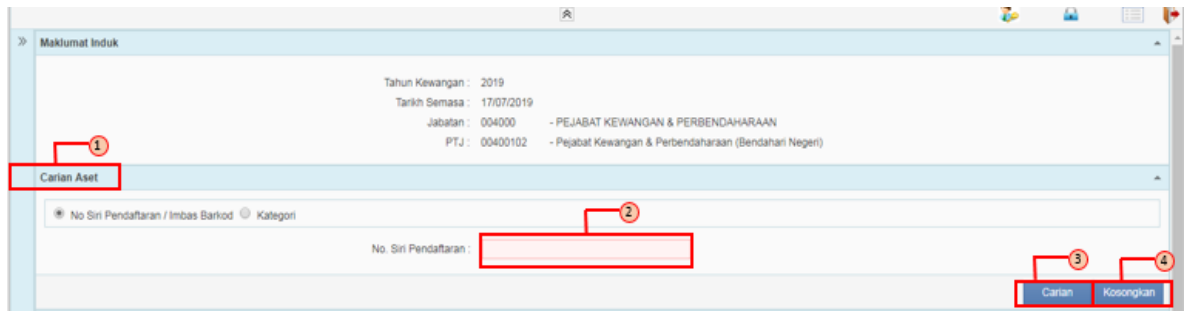 Maklumat Induk
Tahun Kewangan : 2019
Tarikh Semasa : 17/07/2019
Jabatan : 004000 - PEJABAT KEWANGAN & PERBENDAHARAAN
PTJ : 00400102 - Pejabat Kewangan & Perbendaharaan (Bendahari Negeri)
1
Carian Aset
No Siri Pendaftaran / Imbas Barkod Kategori
2
No. Siri Pendaftaran :
3 4
Carian Kosongkan